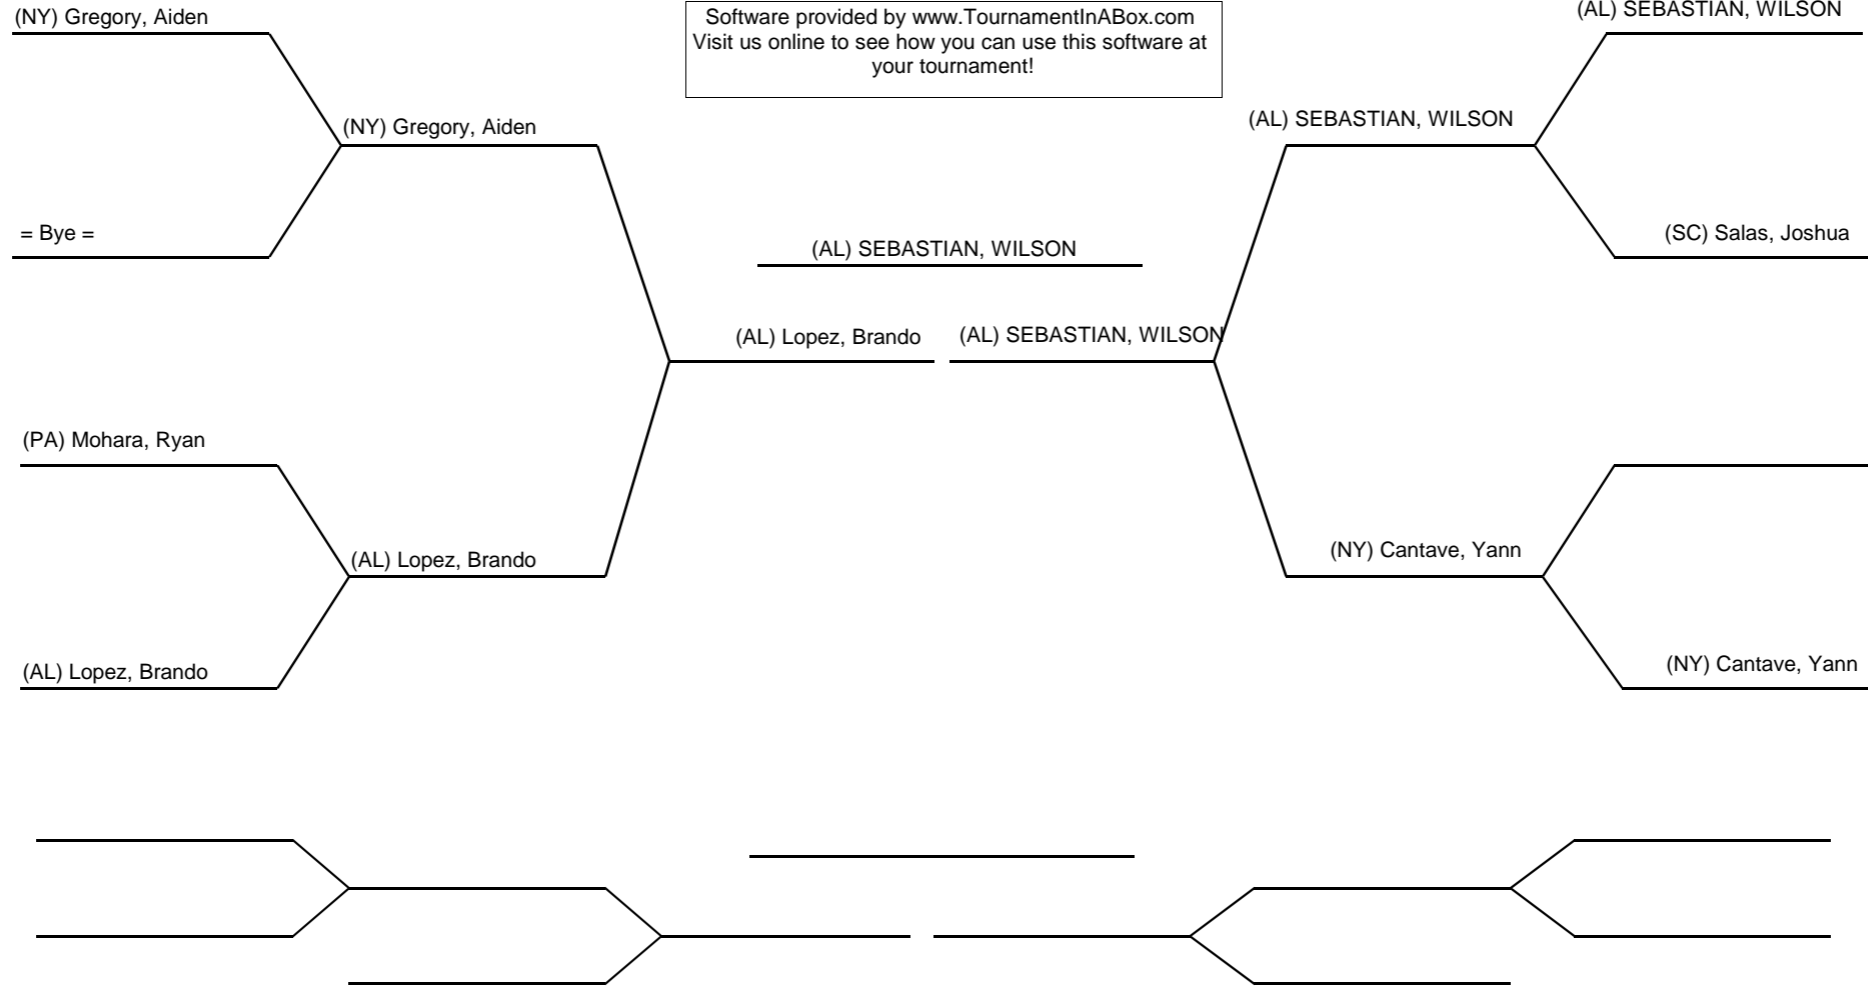 (NY) Gregory, Aiden
Software provided by www.TournamentInABox.com
Visit us online to see how you can use this software at
your tournament!
(AL) SEBASTIAN, WILSON
(NY) Gregory, Aiden
(AL) SEBASTIAN, WILSON
= Bye =
(AL) SEBASTIAN, WILSON
(SC) Salas, Joshua
(AL) Lopez, Brando
(AL) SEBASTIAN, WILSON
(PA) Mohara, Ryan
(AL) Lopez, Brando
(NY) Cantave, Yann
(AL) Lopez, Brando
(NY) Cantave, Yann